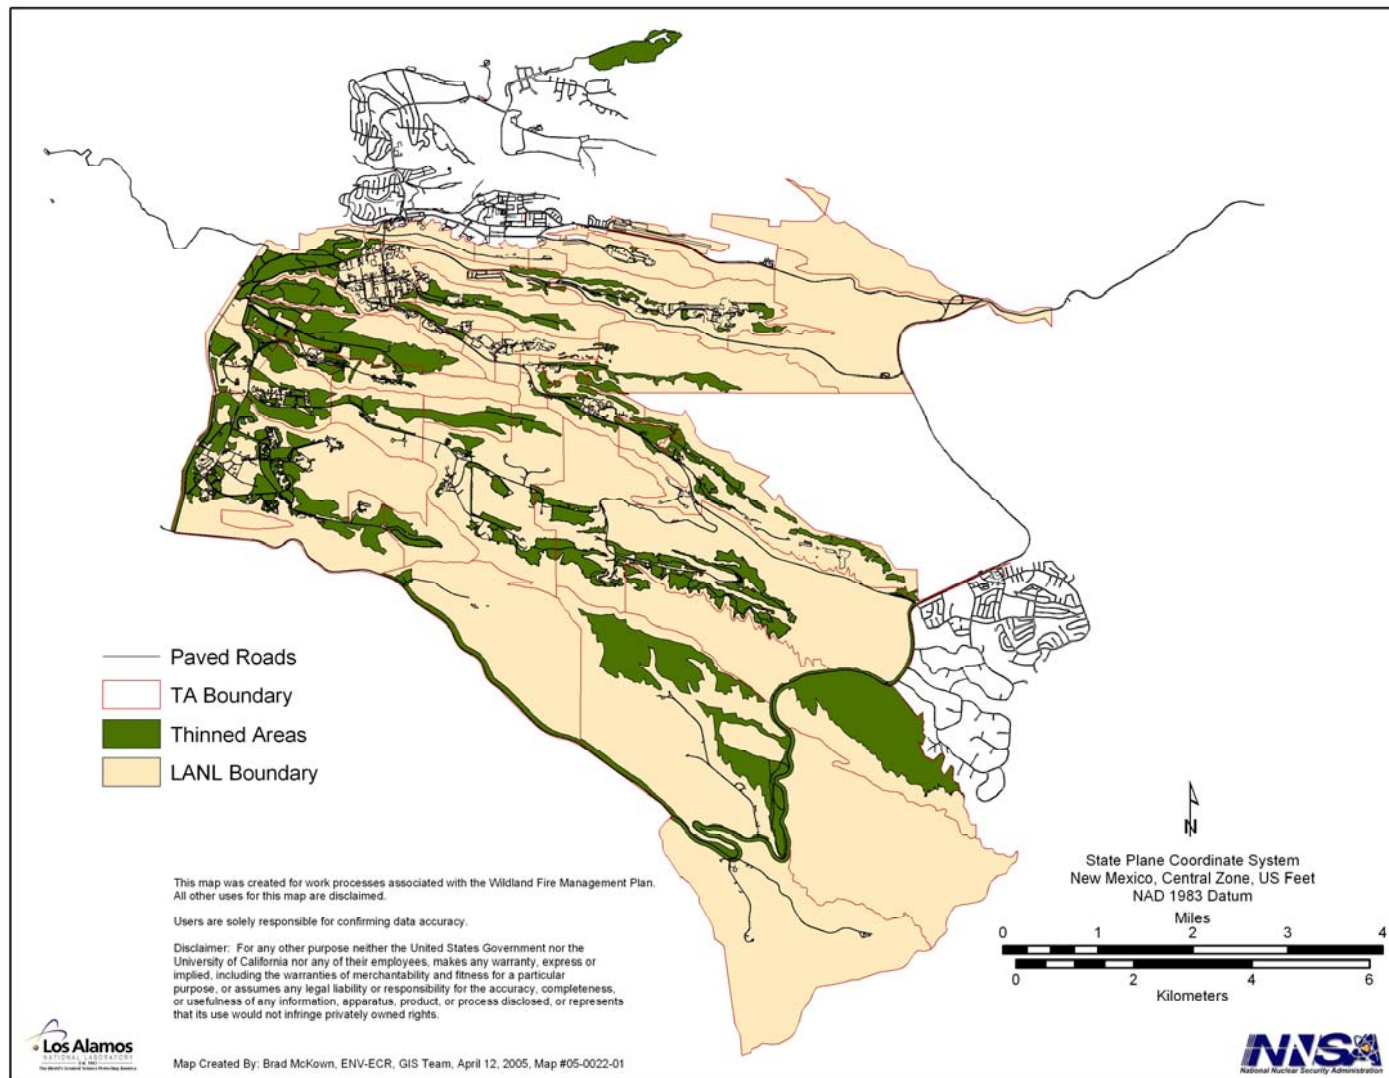 Paved Roads
TA Boundary
Thinned Areas
LANL Boundary
N
State Plane Coordinate System
New Mexico, Central Zone, US Feet
NAD 1983 Datum
Miles
0 1 2 3 4
0 2 4 6
Kilometers
This map was created for work processes associated with the Wildland Fire Management Plan.
All other uses for this map are disclaimed.
Users are solely responsible for confirming data accuracy.
Disclaimer: For any other purpose neither the United States Government nor the
University of California nor any of their employees, makes any warranty, express or
implied, including the warranties of merchantability and fitness for a particular
purpose, or assumes any legal liability or responsibility for the accuracy, completeness,
or usefulness of any information, apparatus, product, or process disclosed, or represents
that its use would not infringe privately owned rights.
Los Alamos
NATIONAL LABORATORY
EST. 1943
The World's Greatest Science Protecting America
Map Created By: Brad McKown, ENV-ECR, GIS Team, April 12, 2005, Map #05-0022-01
NNSA
National Nuclear Security Administration